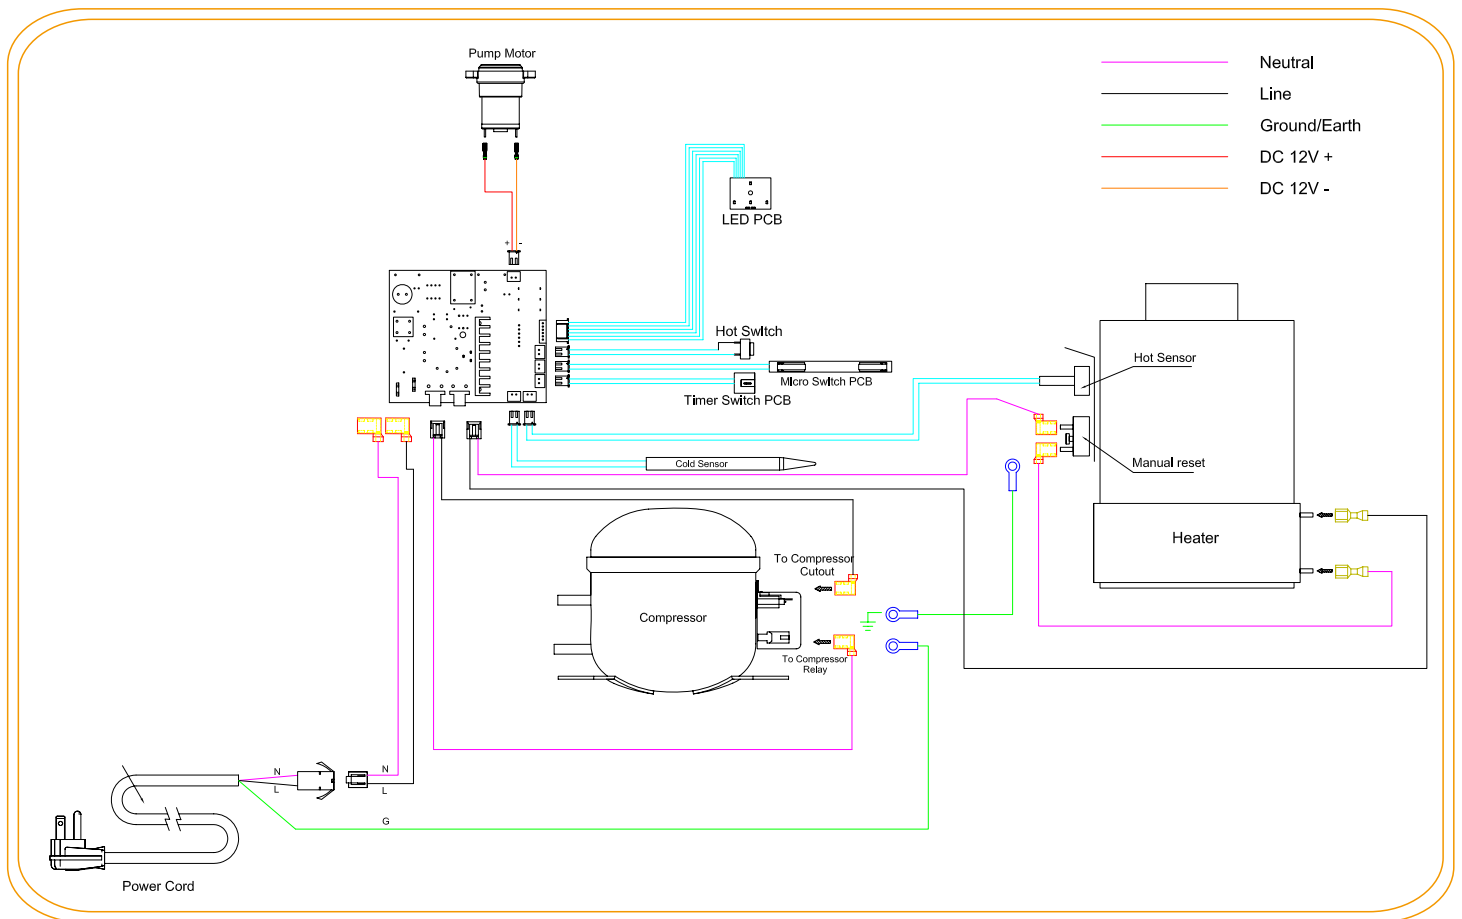 Pump Motor
Neutral
Line
Ground/Earth
DC 12V +
DC 12V -
LED PCB
+ -
Hot Switch
Micro Switch PCB
Timer Switch PCB
Hot Sensor
Manual reset
Cold Sensor
Heater
To Compressor
Cutout
Compressor
To Compressor
Relay
N
L
N
L
G
Power Cord